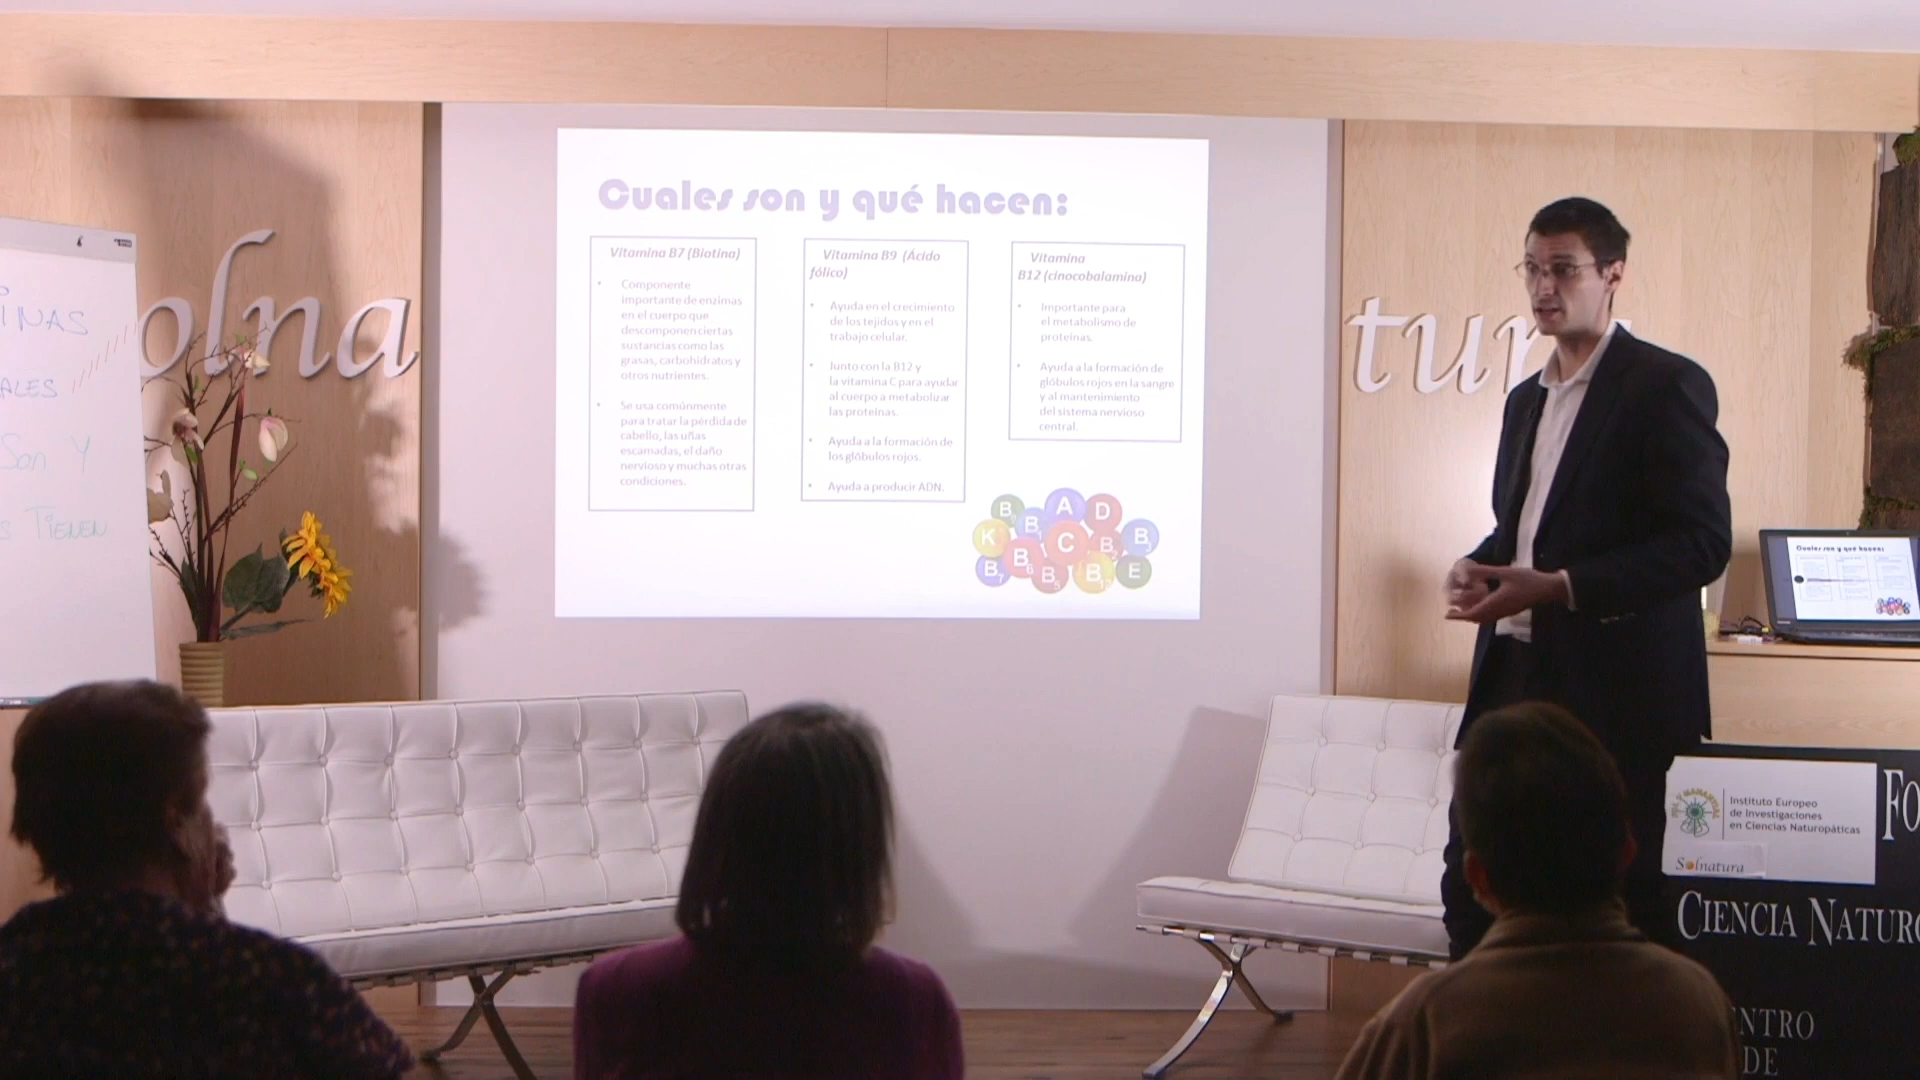 Cuales son y qué hacen:
Vitamina B7 (Biotina)
• Componente
importante de enzimas
en el cuerpo que
descomponen ciertas
sustancias como las
grasas, carbohidratos y
otros nutrientes.
• Se usa comúnmente
para tratar la pérdida de
cabello, las uñas
escamadas, el daño
nervioso y muchas otras
condiciones.
Vitamina B9 (Ácido
fólico)
• Ayuda en el crecimiento
de los tejidos y en el
trabajo celular.
• Junto con la B12 y
la vitamina C para ayudar
al cuerpo a metabolizar
las proteínas.
• Ayuda a la formación de
los glóbulos rojos.
• Ayuda a producir ADN.
Vitamina
B12 (cinocobalamina)
• Importante para
el metabolismo de
proteínas.
• Ayuda a la formación de
glóbulos rojos en la sangre
y al mantenimiento
del sistema nervioso
central.
B A D
K B C B B
B B B B E
INAS
ALES
Son Y
S TIENEN
olna
tur
Cuales son y qué hacen:
Instituto Europeo
de Investigaciones
en Ciencias Naturopáticas
Solnatura
FO
CIENCIA NATURO
NTRO
DE